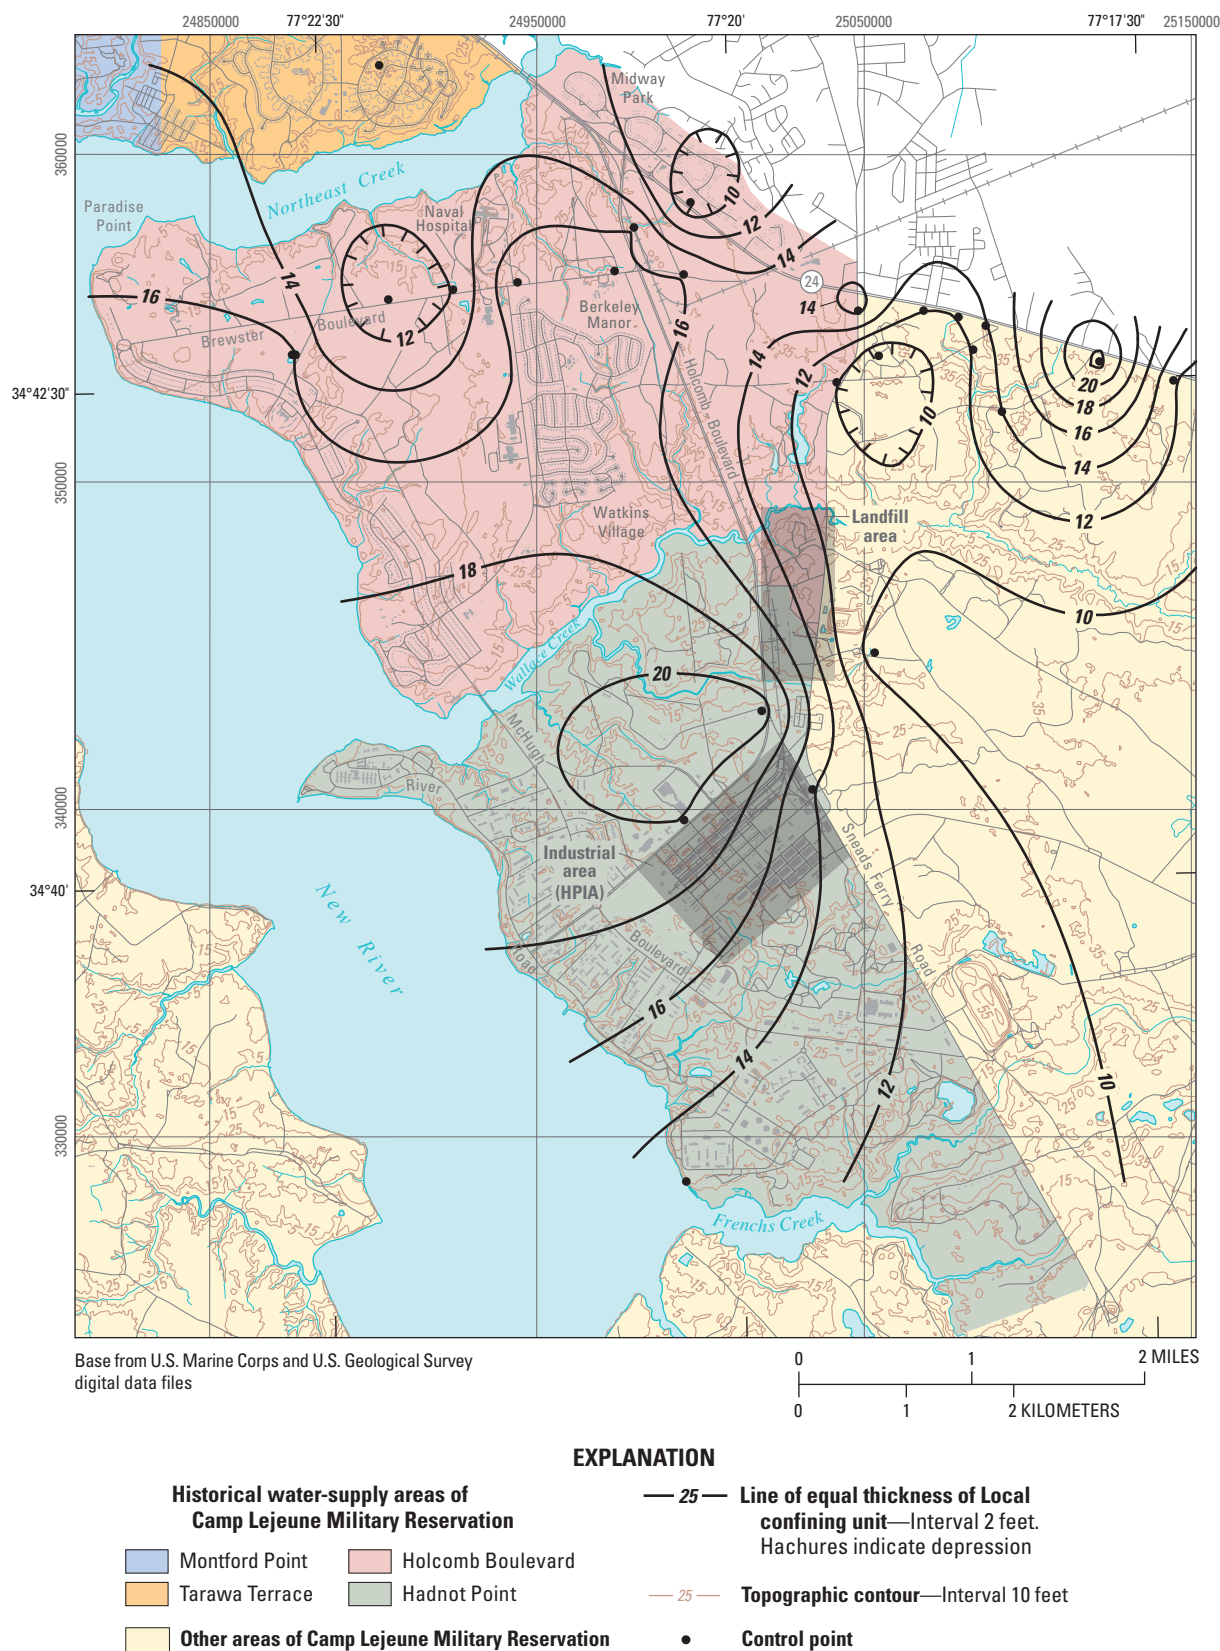 24850000
77°22'30"
24950000
77°20'
25050000
77°17'30"
25150000
Midway
Park
360000
Northeast Creek
10
Paradise
Point
Naval
Hospital
12
14
14
24
16
15
14
Boulevard
12
Brewster
Berkeley
Manor
16
14
12
Holcomb Boulevard
10
20
18
16
14
12
34°42'30"
350000
Watkins
Village
Landfill
area
18
Wallace Creek
10
20
McHugh
River
340000
Industrial
area
(HPIA)
Sneads Ferry
Road
34°40'
New River
Road
Boulevard
16
14
12
10
330000
Frenchs Creek
Base from U.S. Marine Corps and U.S. Geological Survey
digital data files
0 1 2 MILES
0 1 2 KILOMETERS
EXPLANATION
Historical water-supply areas of
Camp Lejeune Military Reservation
Montford Point
Holcomb Boulevard
Tarawa Terrace
Hadnot Point
Other areas of Camp Lejeune Military Reservation
25 Line of equal thickness of Local
confining unit—Interval 2 feet.
Hachures indicate depression
25 Topographic contour—Interval 10 feet
Control point